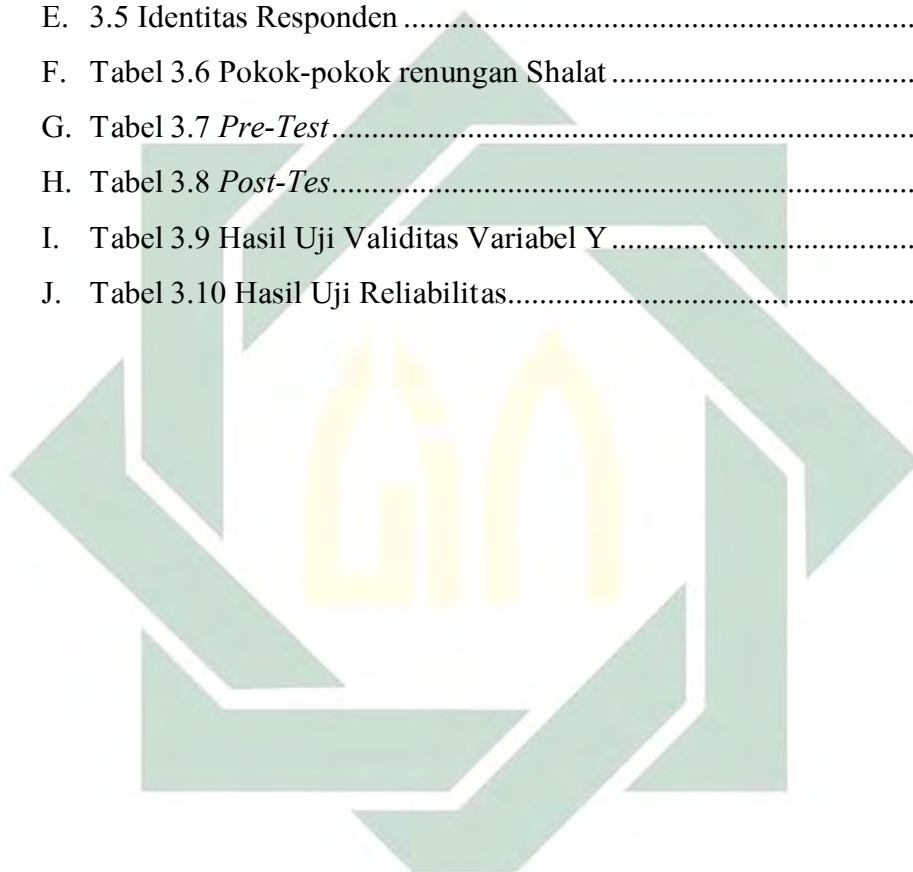 E. 3.5 Identitas Responden ........................................................
F. Tabel 3.6 Pokok-pokok renungan Shalat ........................................
G. Tabel 3.7 Pre-Test ...........................................................
H. Tabel 3.8 Post-Tes............................................................
I. Tabel 3.9 Hasil Uji Validitas Variabel Y .....................................
J. Tabel 3.10 Hasil Uji Reliabilitas.............................................